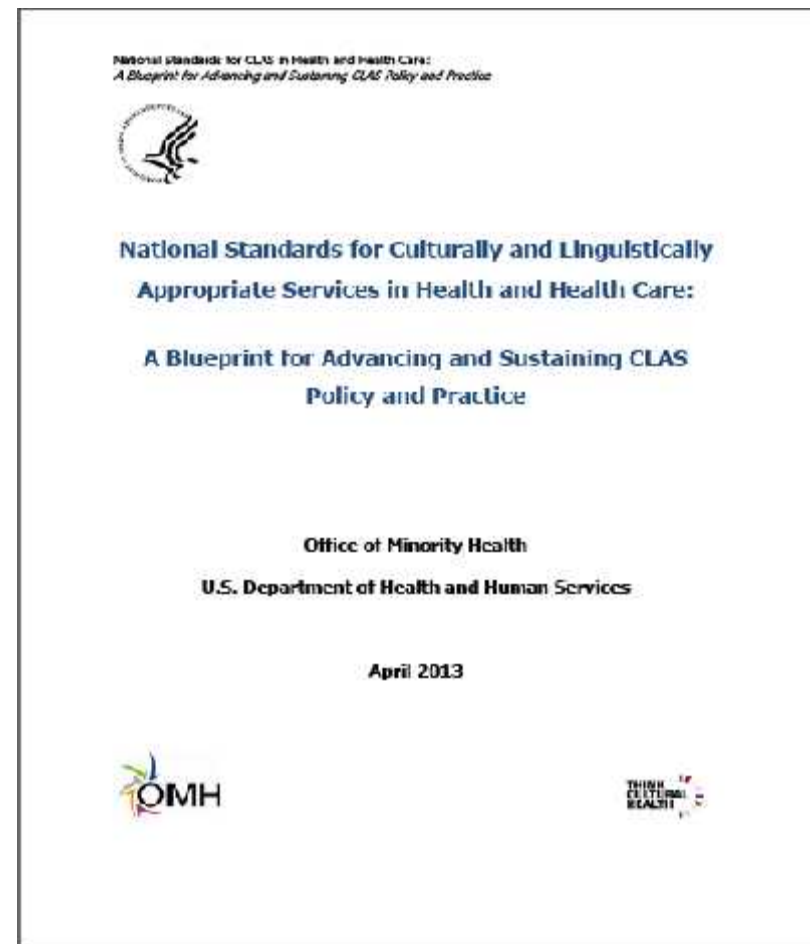 National Standards for CLAS in Health and Health Care:
A Blueprint for Advancing and Sustaining CLAS Policy and Practice
National Standards for Culturally and Linguistically
Appropriate Services in Health and Health Care:
A Blueprint for Advancing and Sustaining CLAS
Policy and Practice
Office of Minority Health
U.S. Department of Health and Human Services
April 2013
OMH
THINK
CULTURAL
HEALTH